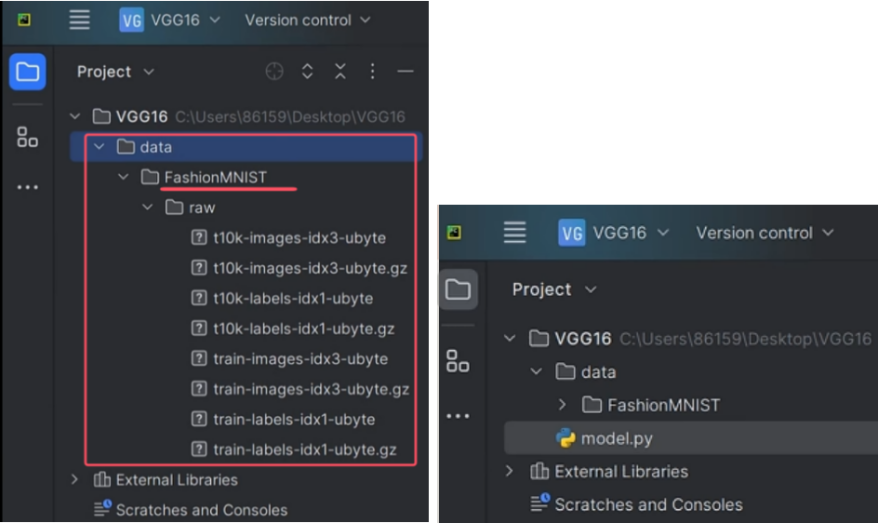 VG VGG16 Version control
Project
VGG16 C:\Users\86159\Desktop\VGG16
data
FashionMNIST
raw
t10k-images-idx3-ubyte
t10k-images-idx3-ubyte.gz
t10k-labels-idx1-ubyte
t10k-labels-idx1-ubyte.gz
train-images-idx3-ubyte
train-images-idx3-ubyte.gz
train-labels-idx1-ubyte
train-labels-idx1-ubyte.gz
External Libraries
Scratches and Consoles
VG VGG16 Version control
Project
VGG16 C:\Users\86159\Desktop\VGG16
data
FashionMNIST
model.py
External Libraries
Scratches and Consoles